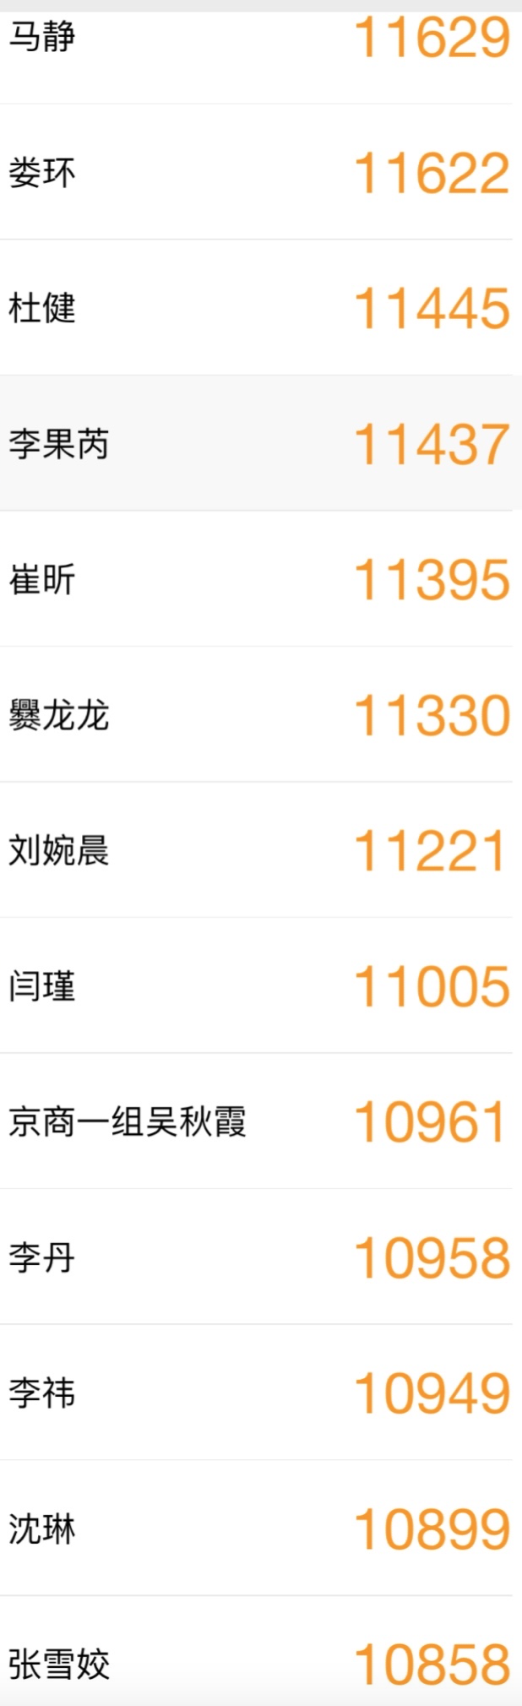 马静 11629
娄环 11622
杜健 11445
李果芮 11437
崔昕 11395
爨龙龙 11330
刘婉晨 11221
闫瑾 11005
京商一组吴秋霞 10961
李丹 10958
李祎 10949
沈琳 10899
张雪姣 10858